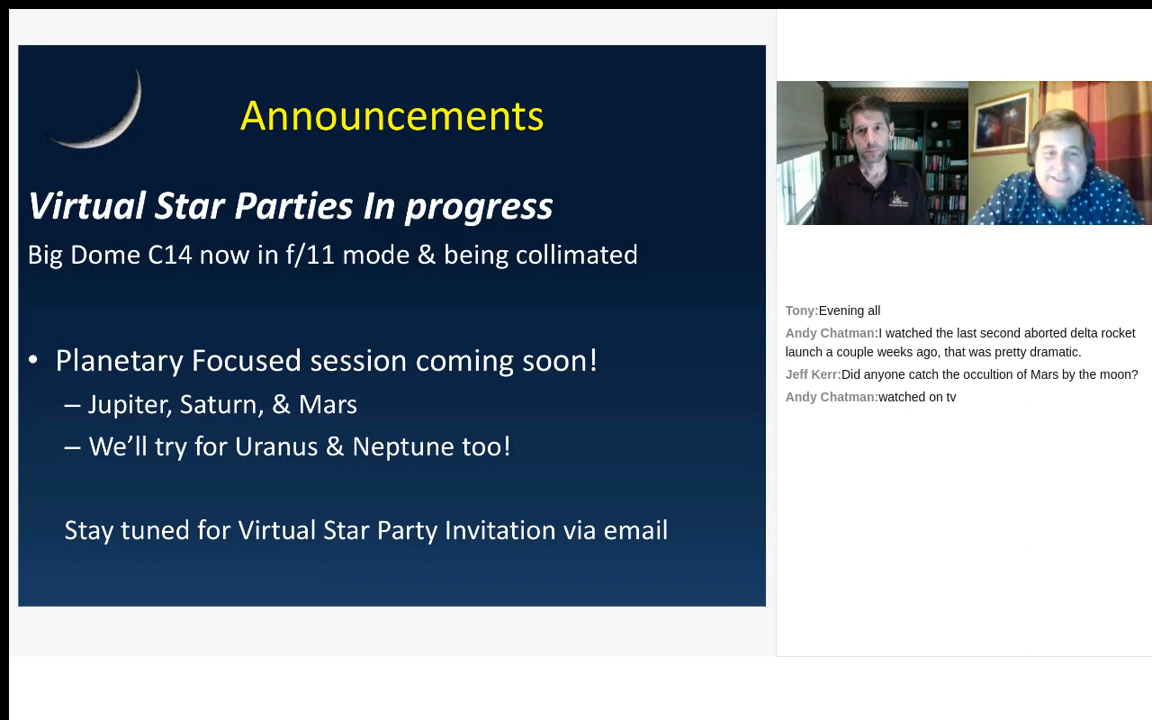 Announcements
Virtual Star Parties In progress
Big Dome C14 now in f/11 mode & being collimated
• Planetary Focused session coming soon!
– Jupiter, Saturn, & Mars
– We’ll try for Uranus & Neptune too!
Stay tuned for Virtual Star Party Invitation via email
Tony:Evening all
Andy Chatman:I watched the last second aborted delta rocket
launch a couple weeks ago, that was pretty dramatic.
Jeff Kerr:Did anyone catch the occultion of Mars by the moon?
Andy Chatman:watched on tv